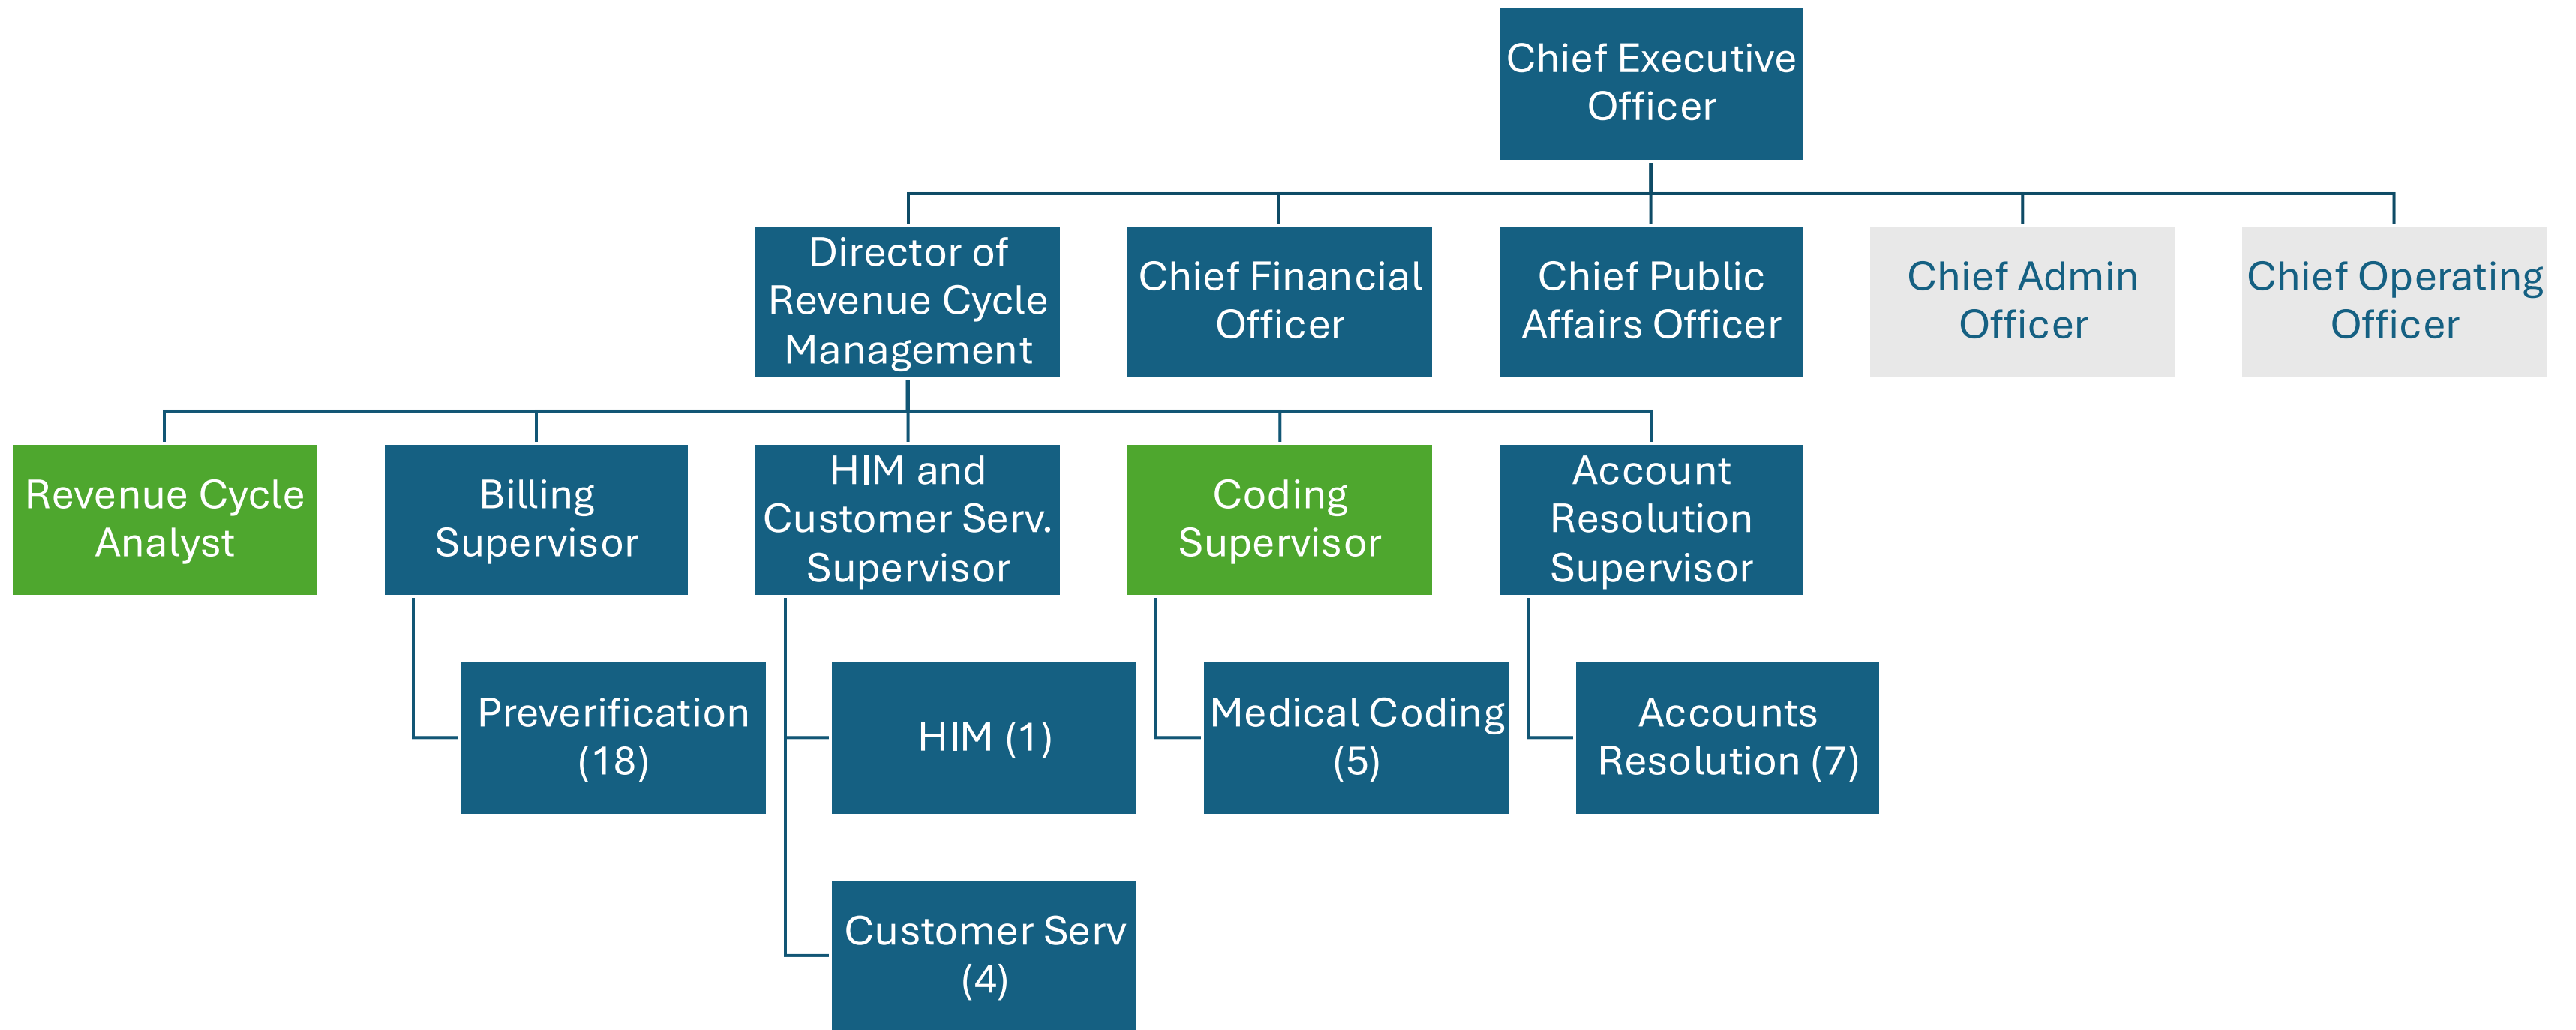 Chief Executive
Officer
Director of
Revenue Cycle
Management
Chief Financial
Officer
Chief Public
Affairs Officer
Chief Admin
Officer
Chief Operating
Officer
Revenue Cycle
Analyst
Billing
Supervisor
HIM and
Customer Serv.
Supervisor
Coding
Supervisor
Account
Resolution
Supervisor
Preverification
(18)
HIM (1)
Medical Coding
(5)
Accounts
Resolution (7)
Customer Serv
(4)